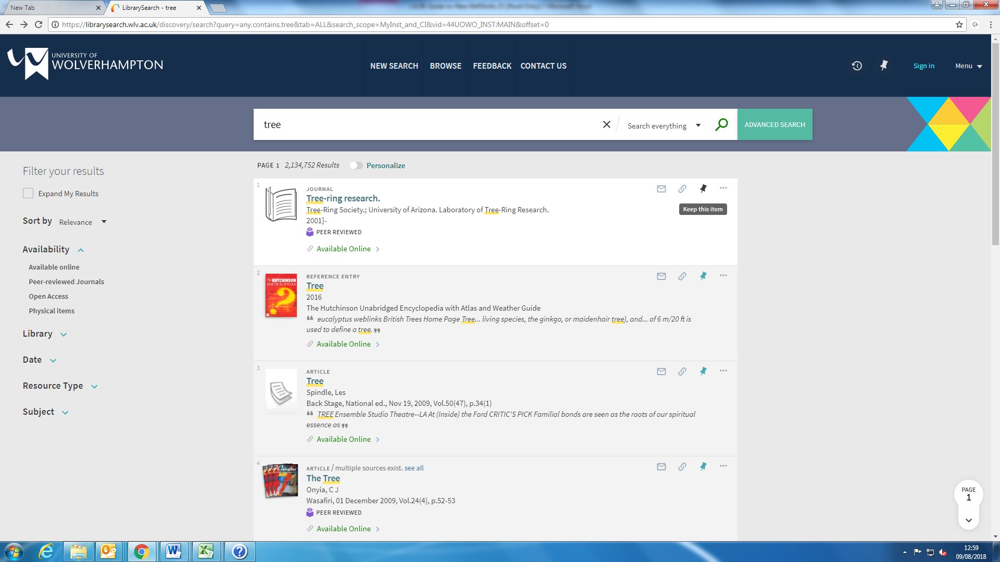 New Tab
LibrarySearch - tree
https://librarysearch.wlv.ac.uk/discovery/search?query=any,contains,tree&tab=ALL&search_scope=MyInst_and_CI&vid=44UOWO_INST:MAIN&offset=0
UNIVERSITY OF
WOLVERHAMPTON
NEW SEARCH BROWSE FEEDBACK CONTACT US
Sign in Menu
tree
Search everything
ADVANCED SEARCH
Filter your results
Expand My Results
Sort by Relevance
Availability
Available online
Peer-reviewed Journals
Open Access
Physical items
Library
Date
Resource Type
Subject
PAGE 1 2,134,752 Results Personalize
1
JOURNAL
Tree-ring research.
Tree-Ring Society.; University of Arizona. Laboratory of Tree-Ring Research.
Keep this item
2001]-
PEER REVIEWED
Available Online
2
REFERENCE ENTRY
The HUTCHINSON
ENCYCLOPEDIA
Tree
2016
The Hutchinson Unabridged Encyclopedia with Atlas and Weather Guide
❝ eucalyptus weblinks British Trees Home Page Tree... living species, the ginkgo, or maidenhair tree), and... of 6 m/20 ft is
used to define a tree. ❞
Available Online
3
ARTICLE
Tree
Spindle, Les
Back Stage, National ed., Nov 19, 2009, Vol.50(47), p.34(1)
❝ TREE Ensemble Studio Theatre--LA At (Inside) the Ford CRITIC'S PICK Familial bonds are seen as the roots of our spiritual
essence as ❞
Available Online
4
ARTICLE / multiple sources exist. see all
The Tree
Onyia, C J
Wasafiri, 01 December 2009, Vol.24(4), p.52-53
PEER REVIEWED
Available Online
PAGE
1
12:59
09/08/2018